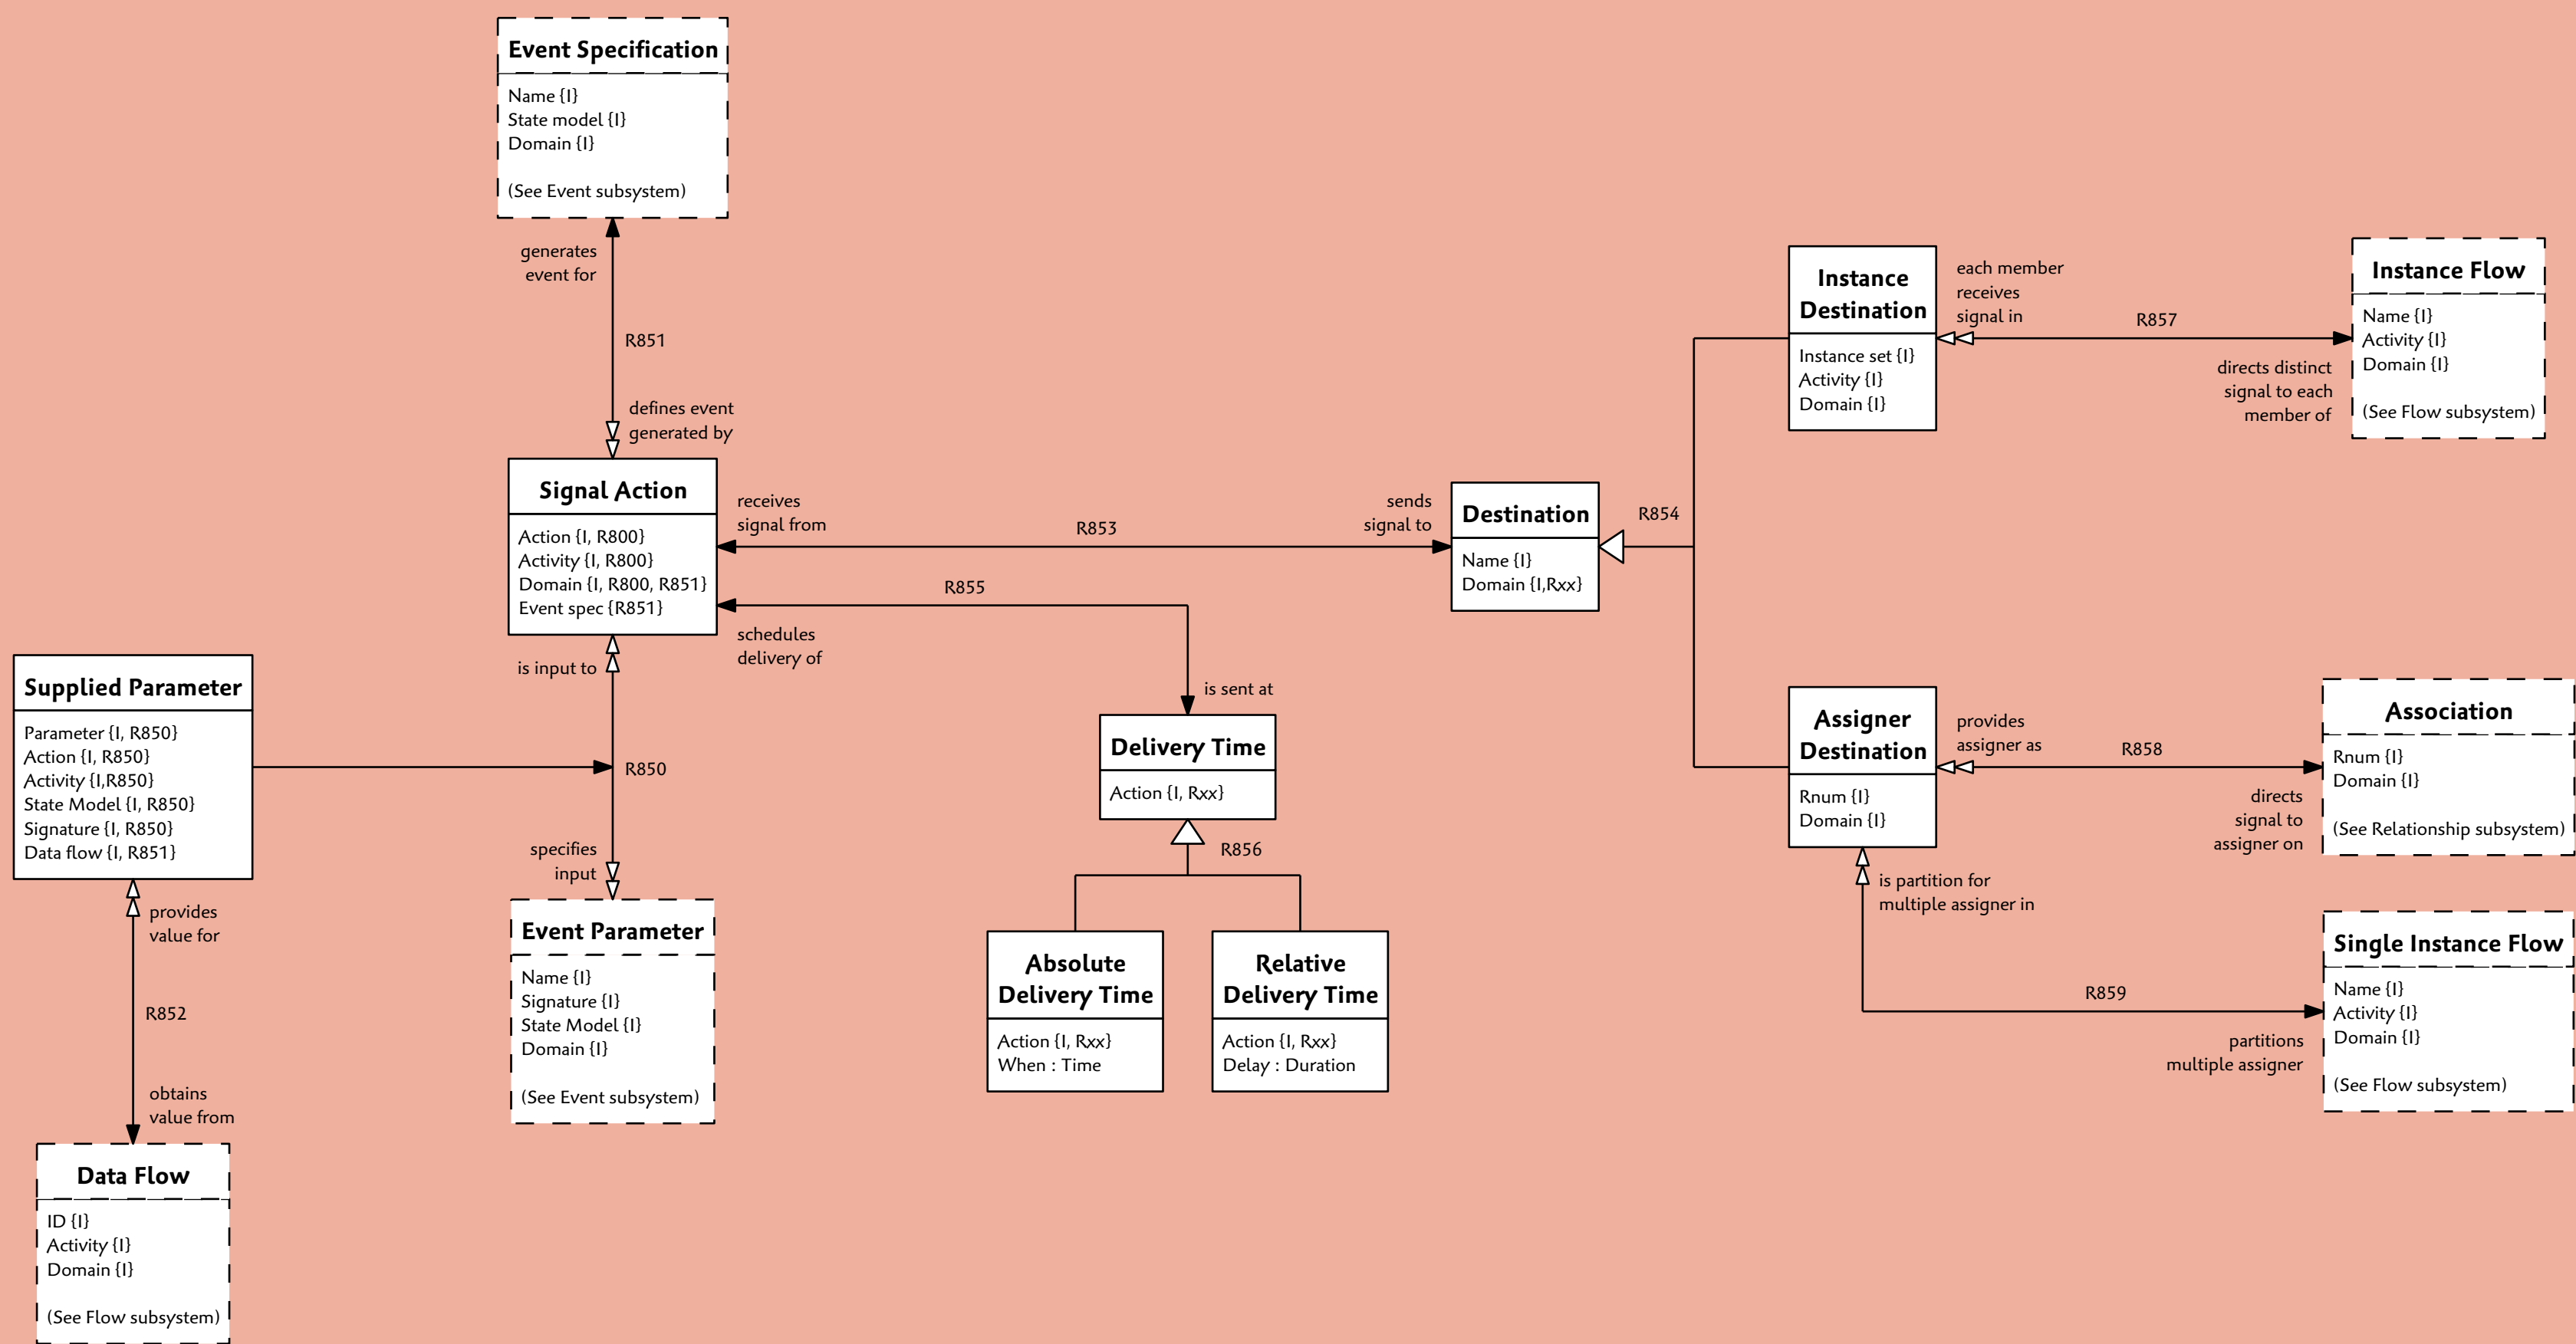 Event Specification
Name {I}
State model {I}
Domain {I}
(See Event subsystem)
generates
event for
R851
defines event
generated by
Signal Action
Action {I, R800}
Activity {I, R800}
Domain {I, R800, R851}
Event spec {R851}
receives
signal from
R853
sends
signal to
Destination
Name {I}
Domain {I,Rxx}
R854
Instance
Destination
Instance set {I}
Activity {I}
Domain {I}
each member
receives
signal in
R857
directs distinct
signal to each
member of
Instance Flow
Name {I}
Activity {I}
Domain {I}
(See Flow subsystem)
R855
schedules
delivery of
is sent at
Delivery Time
Action {I, Rxx}
R856
Absolute
Delivery Time
Action {I, Rxx}
When : Time
Relative
Delivery Time
Action {I, Rxx}
Delay : Duration
Supplied Parameter
Parameter {I, R850}
Action {I, R850}
Activity {I,R850}
State Model {I, R850}
Signature {I, R850}
Data flow {I, R851}
is input to
R850
specifies
input
Event Parameter
Name {I}
Signature {I}
State Model {I}
Domain {I}
(See Event subsystem)
provides
value for
R852
obtains
value from
Data Flow
ID {I}
Activity {I}
Domain {I}
(See Flow subsystem)
Assigner
Destination
Rnum {I}
Domain {I}
provides
assigner as
R858
directs
signal to
assigner on
Association
Rnum {I}
Domain {I}
(See Relationship subsystem)
is partition for
multiple assigner in
R859
partitions
multiple assigner
Single Instance Flow
Name {I}
Activity {I}
Domain {I}
(See Flow subsystem)